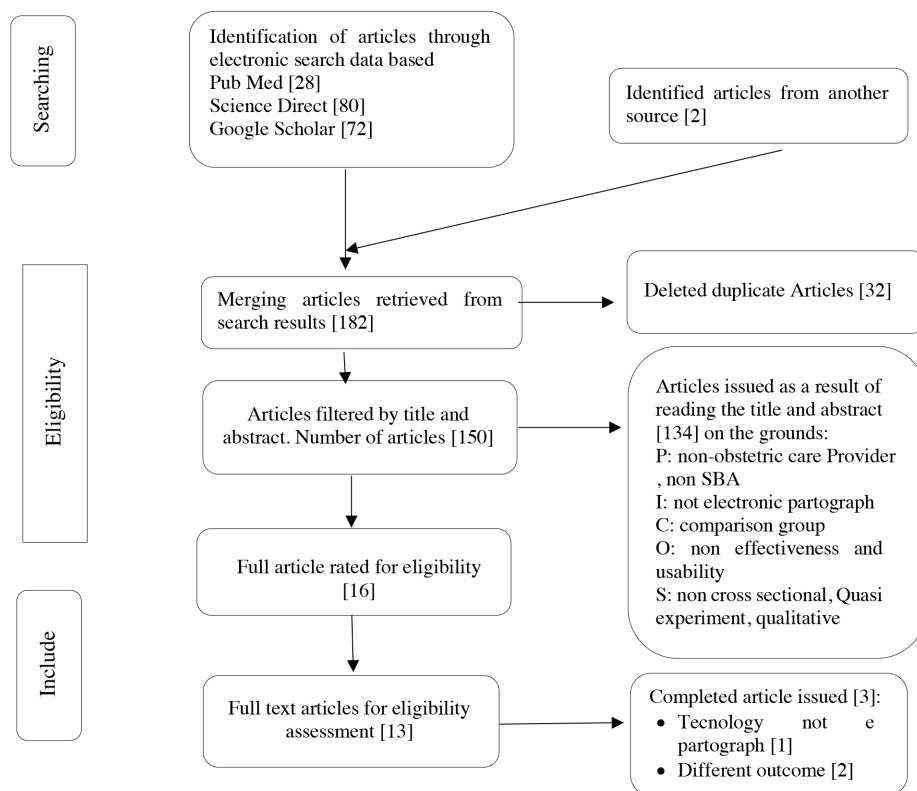 Searching
Identification of articles through
electronic search data based
Pub Med [28]
Science Direct [80]
Google Scholar [72]
Identified articles from another
source [2]
Eligibility
Merging articles retrieved from
search results [182]
Deleted duplicate Articles [32]
Articles filtered by title and
abstract. Number of articles [150]
Articles issued as a result of
reading the title and abstract
[134] on the grounds:
P: non-obstetric care Provider
, non SBA
I: not electronic partograph
C: comparison group
O: non effectiveness and
usability
S: non cross sectional, Quasi
experiment, qualitative
Full article rated for eligibility
[16]
Include
Full text articles for eligibility
assessment [13]
Completed article issued [3]:
• Tecnology not e
partograph [1]
• Different outcome [2]